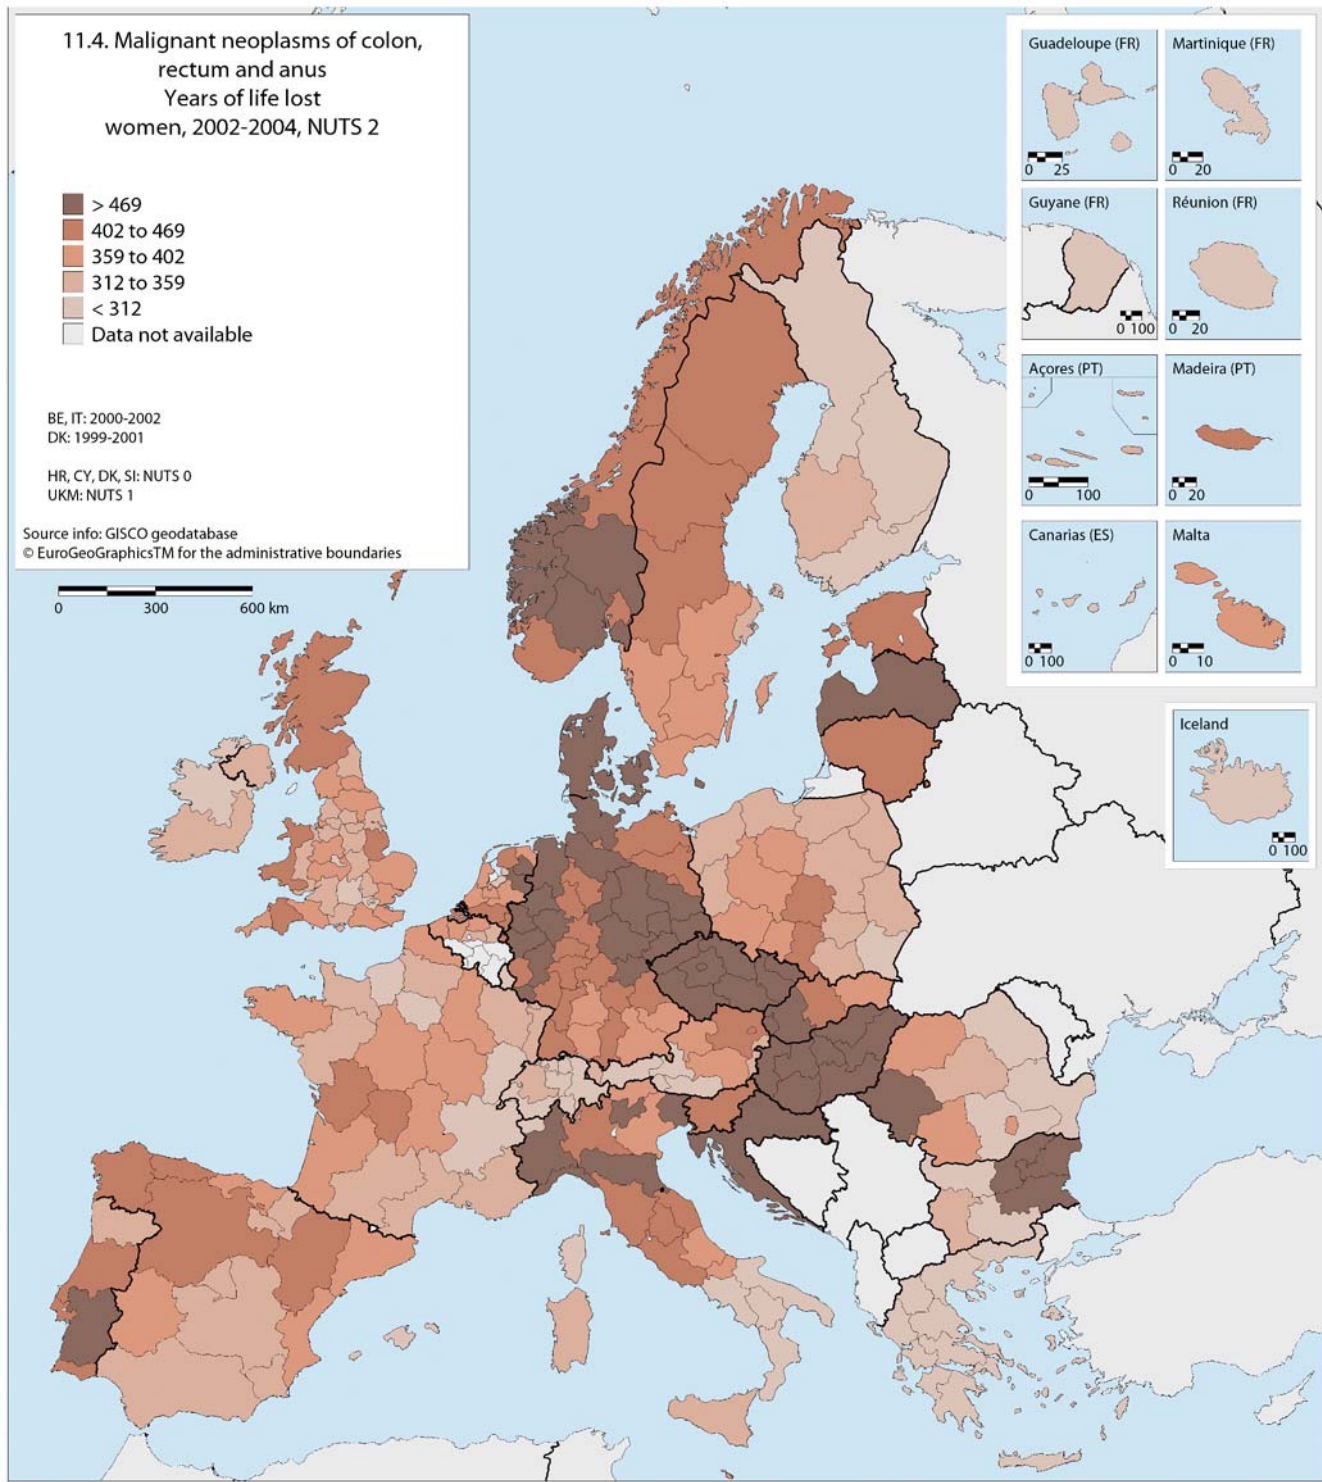 11.4. Malignant neoplasms of colon,
rectum and anus
Years of life lost
women, 2002-2004, NUTS 2
> 469
402 to 469
359 to 402
312 to 359
< 312
Data not available
BE, IT: 2000-2002
DK: 1999-2001
HR, CY, DK, SI: NUTS 0
UKM: NUTS 1
Source info: GISCO geodatabase
© EuroGeoGraphicsTM for the administrative boundaries
0 300 600 km
Guadeloupe (FR)
0 25
Martinique (FR)
0 20
Guyane (FR)
0 100
Réunion (FR)
0 20
Açores (PT)
0 100
Madeira (PT)
0 20
Canarias (ES)
0 100
Malta
0 10
Iceland
0 100